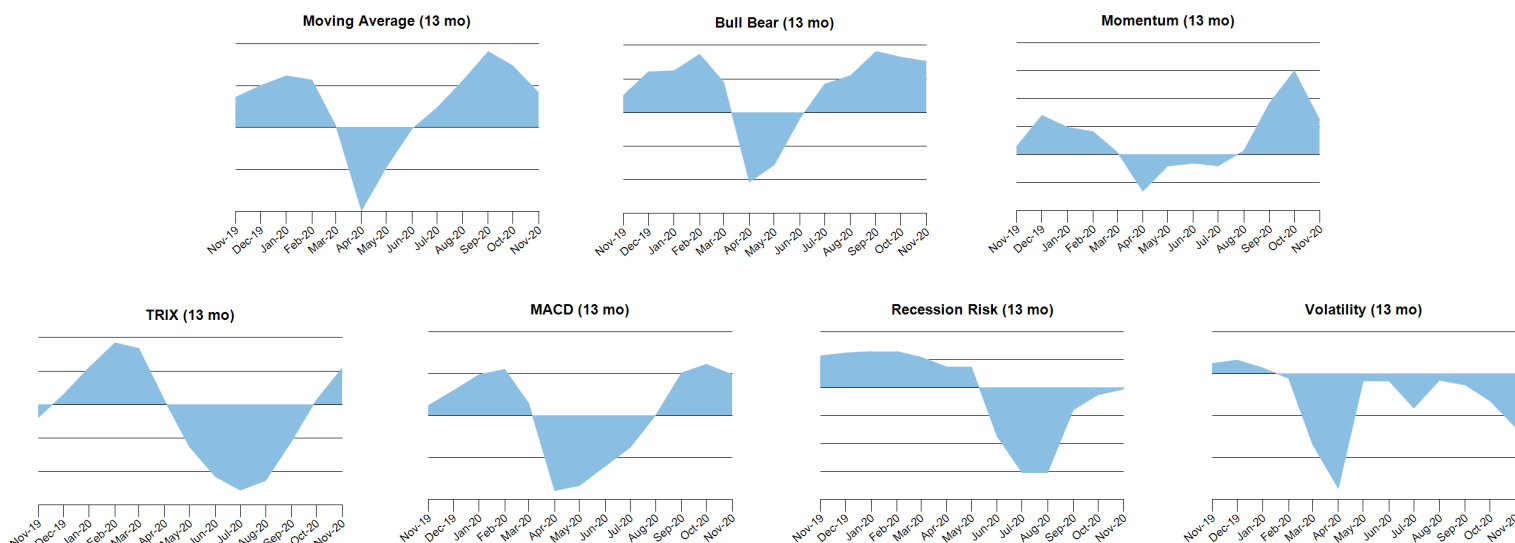 Moving Average (13 mo)
Nov-19 Dec-19 Jan-20 Feb-20 Mar-20 Apr-20 May-20 Jun-20 Jul-20 Aug-20 Sep-20 Oct-20 Nov-20
Bull Bear (13 mo)
Nov-19 Dec-19 Jan-20 Feb-20 Mar-20 Apr-20 May-20 Jun-20 Jul-20 Aug-20 Sep-20 Oct-20 Nov-20
Momentum (13 mo)
Nov-19 Dec-19 Jan-20 Feb-20 Mar-20 Apr-20 May-20 Jun-20 Jul-20 Aug-20 Sep-20 Oct-20 Nov-20
TRIX (13 mo)
Nov-19 Dec-19 Jan-20 Feb-20 Mar-20 Apr-20 May-20 Jun-20 Jul-20 Aug-20 Sep-20 Oct-20 Nov-20
MACD (13 mo)
Nov-19 Dec-19 Jan-20 Feb-20 Mar-20 Apr-20 May-20 Jun-20 Jul-20 Aug-20 Sep-20 Oct-20 Nov-20
Recession Risk (13 mo)
Nov-19 Dec-19 Jan-20 Feb-20 Mar-20 Apr-20 May-20 Jun-20 Jul-20 Aug-20 Sep-20 Oct-20 Nov-20
Volatility (13 mo)
Nov-19 Dec-19 Jan-20 Feb-20 Mar-20 Apr-20 May-20 Jun-20 Jul-20 Aug-20 Sep-20 Oct-20 Nov-20